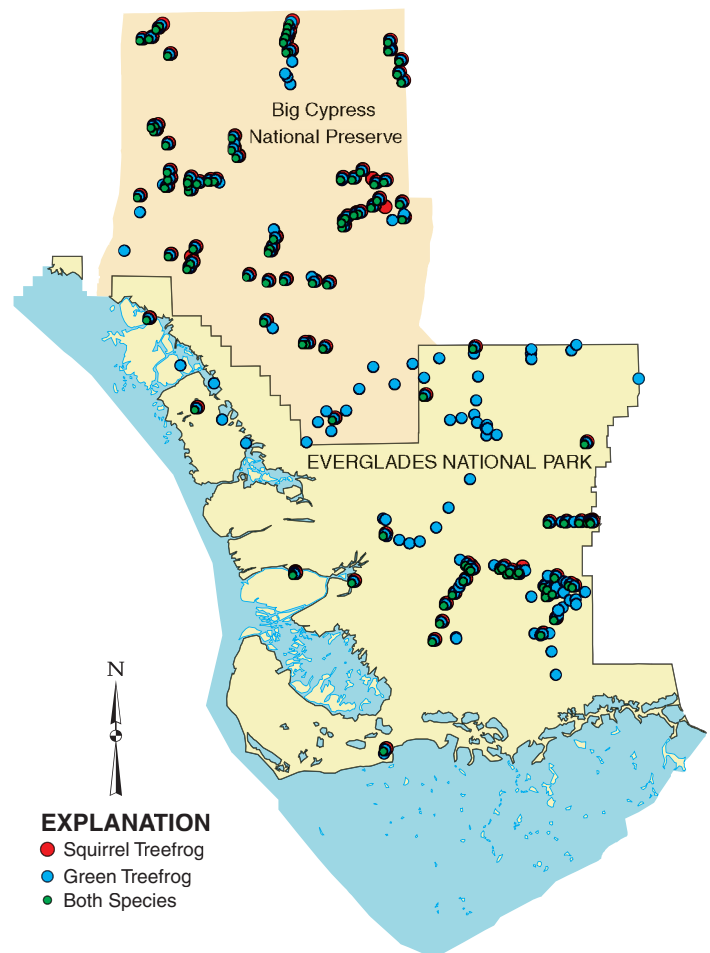 Big Cypress
National Preserve
EVERGLADES NATIONAL PARK
N
EXPLANATION
Squirrel Treefrog
Green Treefrog
Both Species